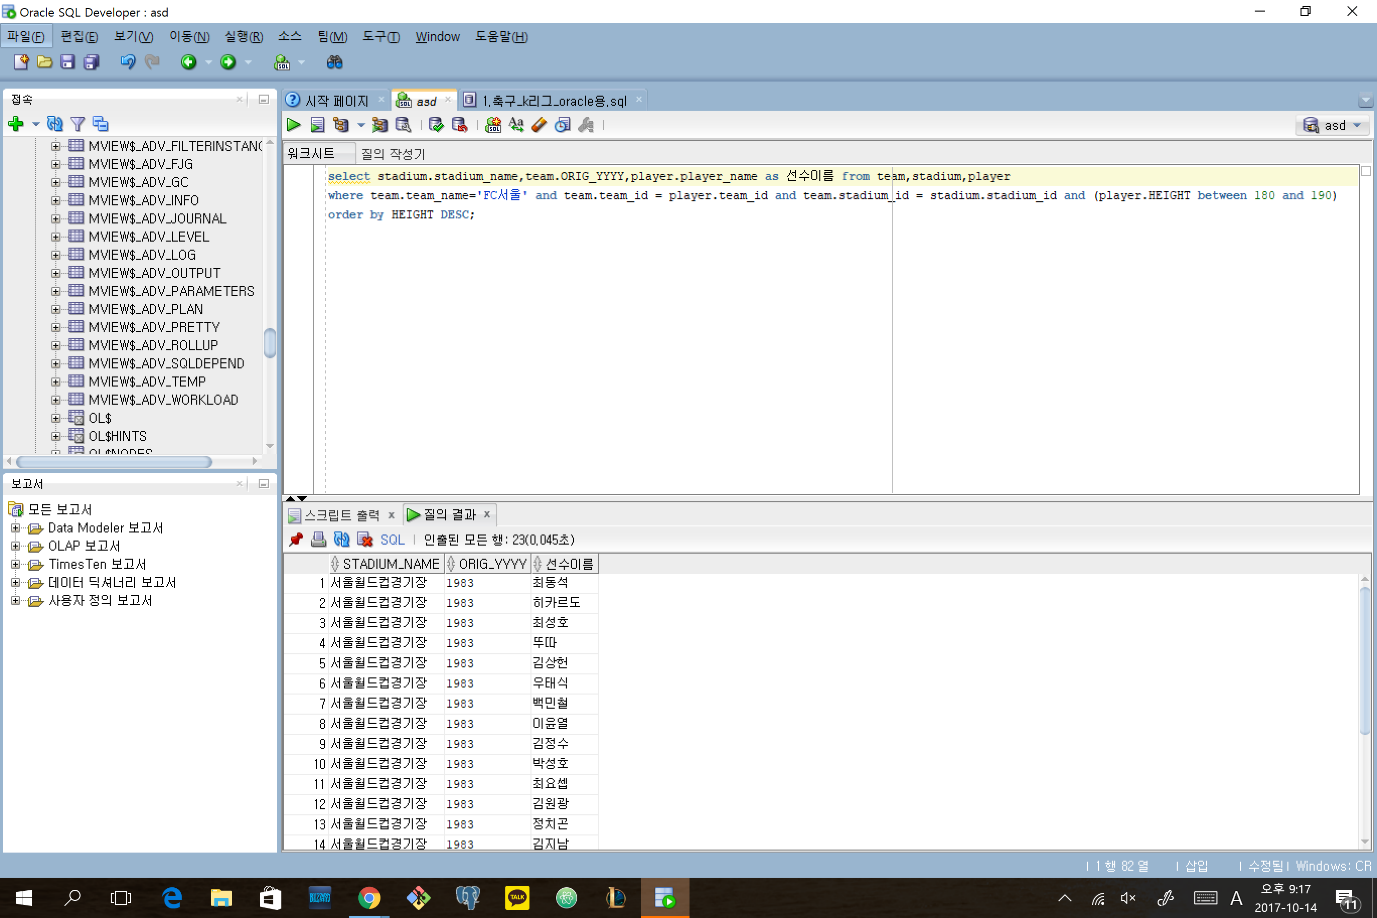 Oracle SQL Developer : asd
파일(F) 편집(E) 보기(V) 이동(N) 실행(R) 소스 팀(M) 도구(T) Window 도움말(H)
접속
시작 페이지 asd 1.축구_k리그_oracle용.sql
asd
워크시트 질의 작성기
MVIEW$_ADV_FILTERINSTANC
MVIEW$_ADV_FJG
MVIEW$_ADV_GC
MVIEW$_ADV_INFO
MVIEW$_ADV_JOURNAL
MVIEW$_ADV_LEVEL
MVIEW$_ADV_LOG
MVIEW$_ADV_OUTPUT
MVIEW$_ADV_PARAMETERS
MVIEW$_ADV_PLAN
MVIEW$_ADV_PRETTY
MVIEW$_ADV_ROLLUP
MVIEW$_ADV_SQLDEPEND
MVIEW$_ADV_TEMP
MVIEW$_ADV_WORKLOAD
OL$
OL$HINTS
OL$NODES
select stadium.stadium_name,team.ORIG_YYYY,player.player_name as 선수이름 from team,stadium,player
where team.team_name='FC서울' and team.team_id = player.team_id and team.stadium_id = stadium.stadium_id and (player.HEIGHT between 180 and 190)
order by HEIGHT DESC;
보고서
모든 보고서
Data Modeler 보고서
OLAP 보고서
TimesTen 보고서
데이터 딕셔너리 보고서
사용자 정의 보고서
스크립트 출력 질의 결과
SQL 인출된 모든 행: 23(0,045초)
STADIUM_NAME ORIG_YYYY 선수이름
1 서울월드컵경기장 1983 최동석
2 서울월드컵경기장 1983 히카르도
3 서울월드컵경기장 1983 최성호
4 서울월드컵경기장 1983 뚜따
5 서울월드컵경기장 1983 김상헌
6 서울월드컵경기장 1983 우태식
7 서울월드컵경기장 1983 백민철
8 서울월드컵경기장 1983 이윤열
9 서울월드컵경기장 1983 김정수
10 서울월드컵경기장 1983 박성호
11 서울월드컵경기장 1983 최요셉
12 서울월드컵경기장 1983 김원광
13 서울월드컵경기장 1983 정치곤
14 서울월드컵경기장 1983 김지남
1 행 82 열 삽입 수정됨 Windows: CR
BLIZZARD
TALK
A
오후 9:17
2017-10-14
11